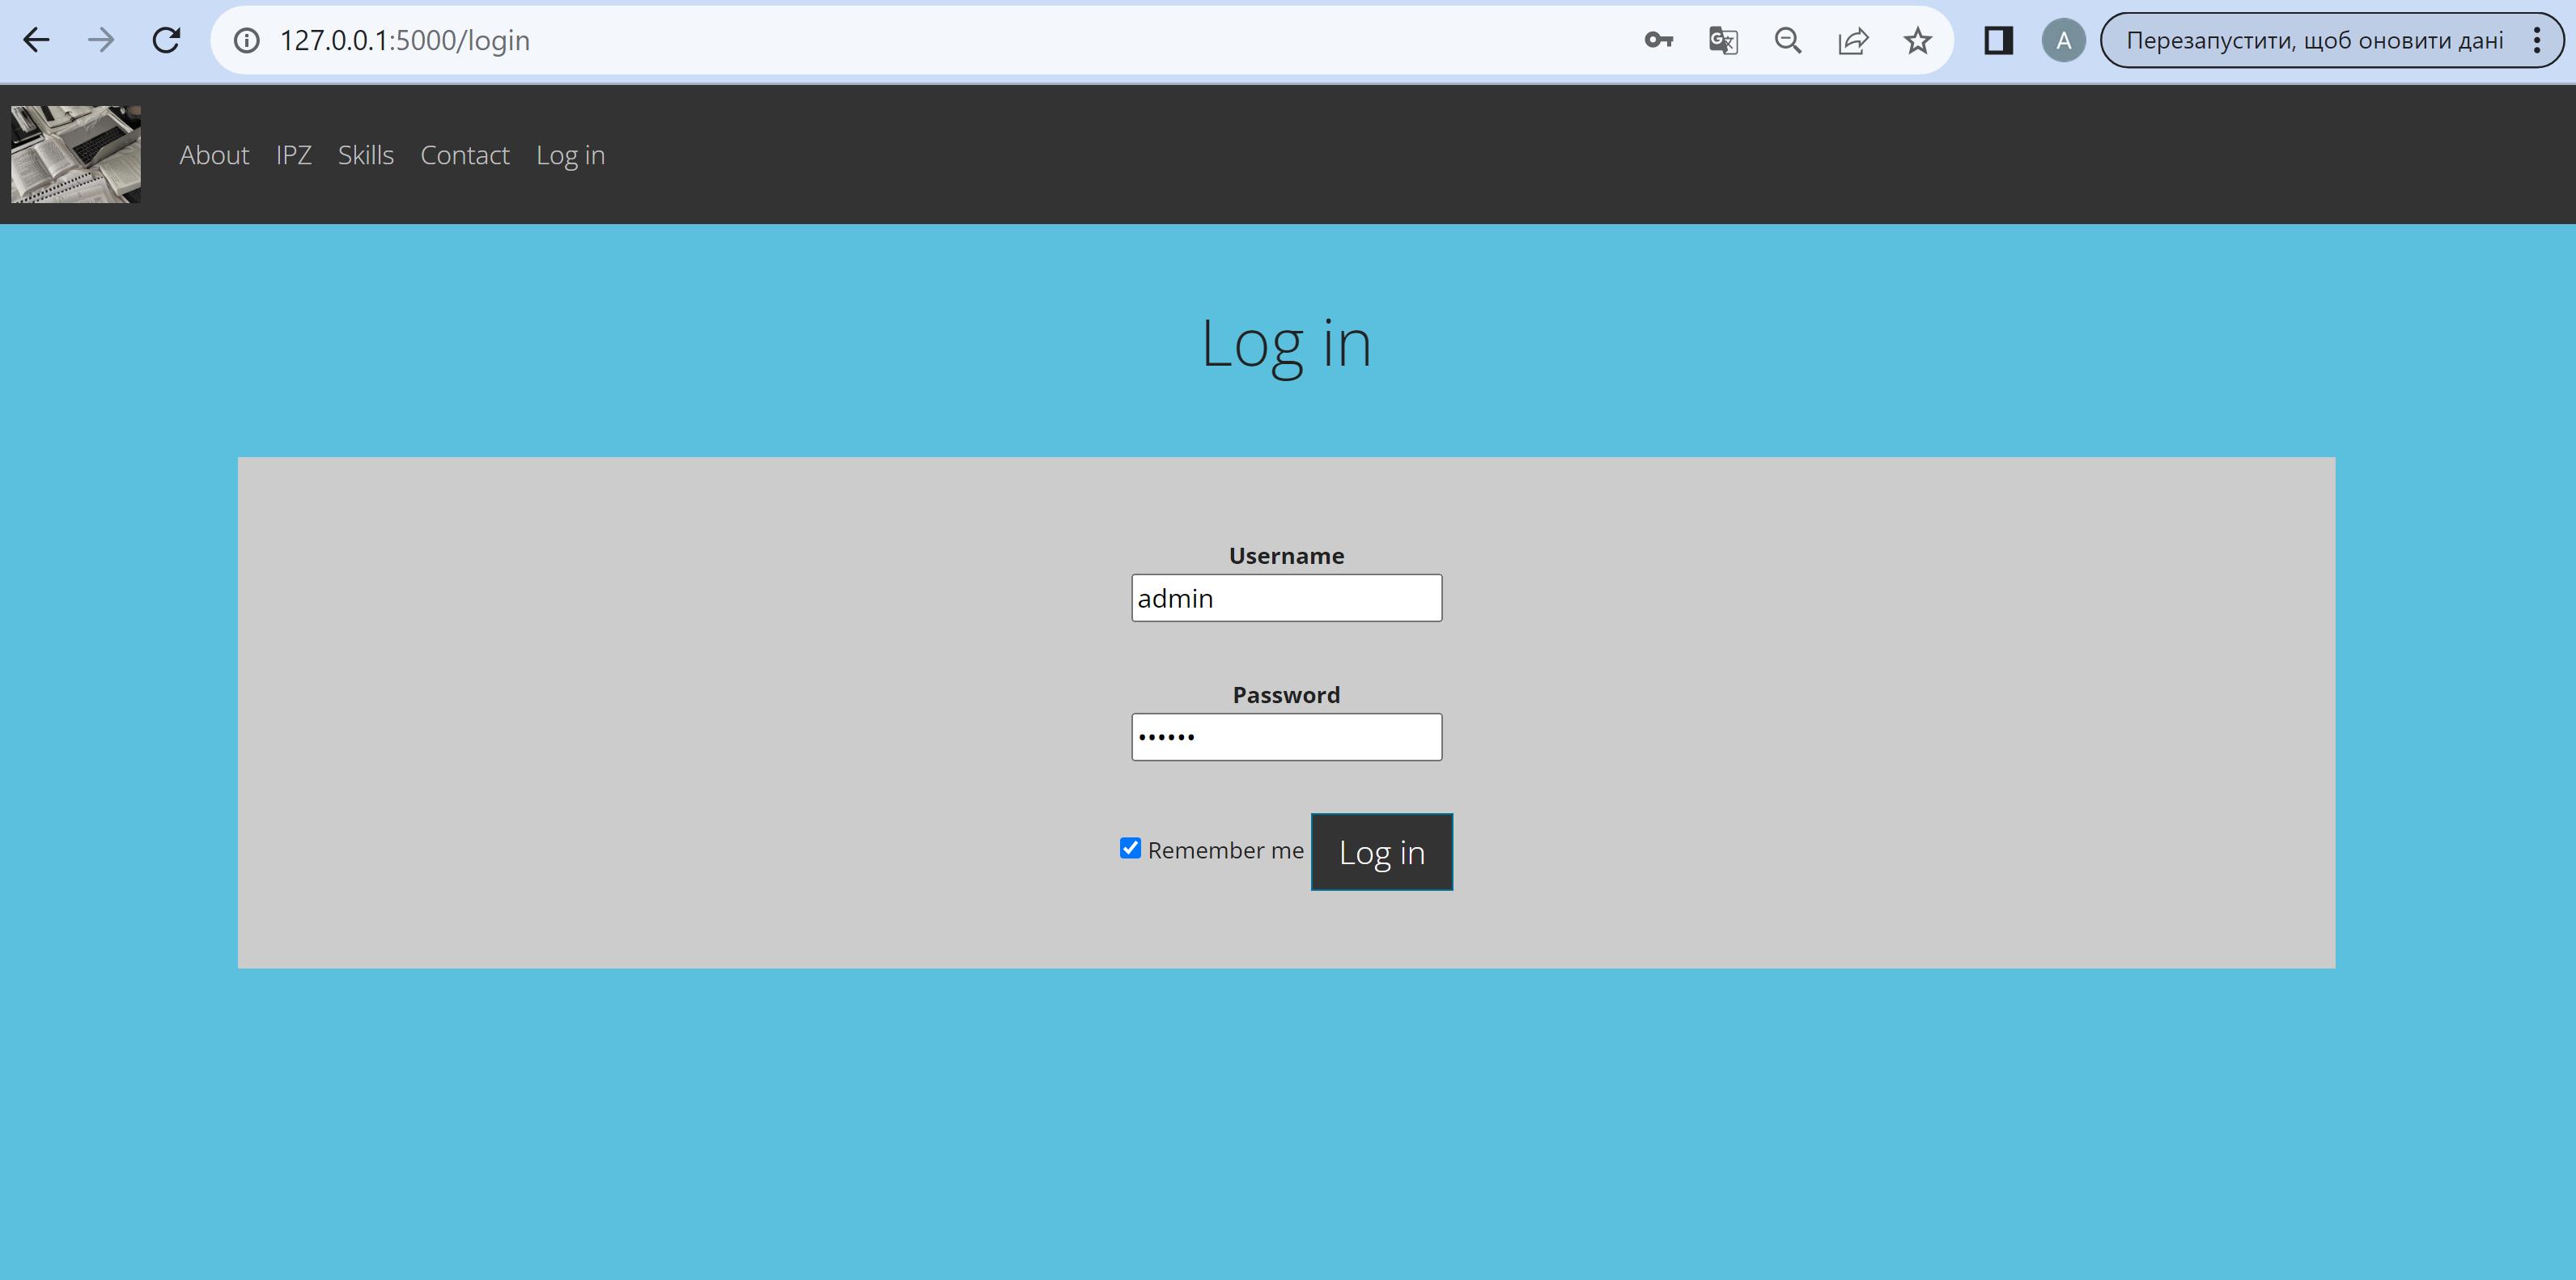 127.0.0.1:5000/login
A
Перезапустити, щоб оновити дані
About IPZ Skills Contact Log in
Log in
Username
admin
Password
••••••
Remember me Log in